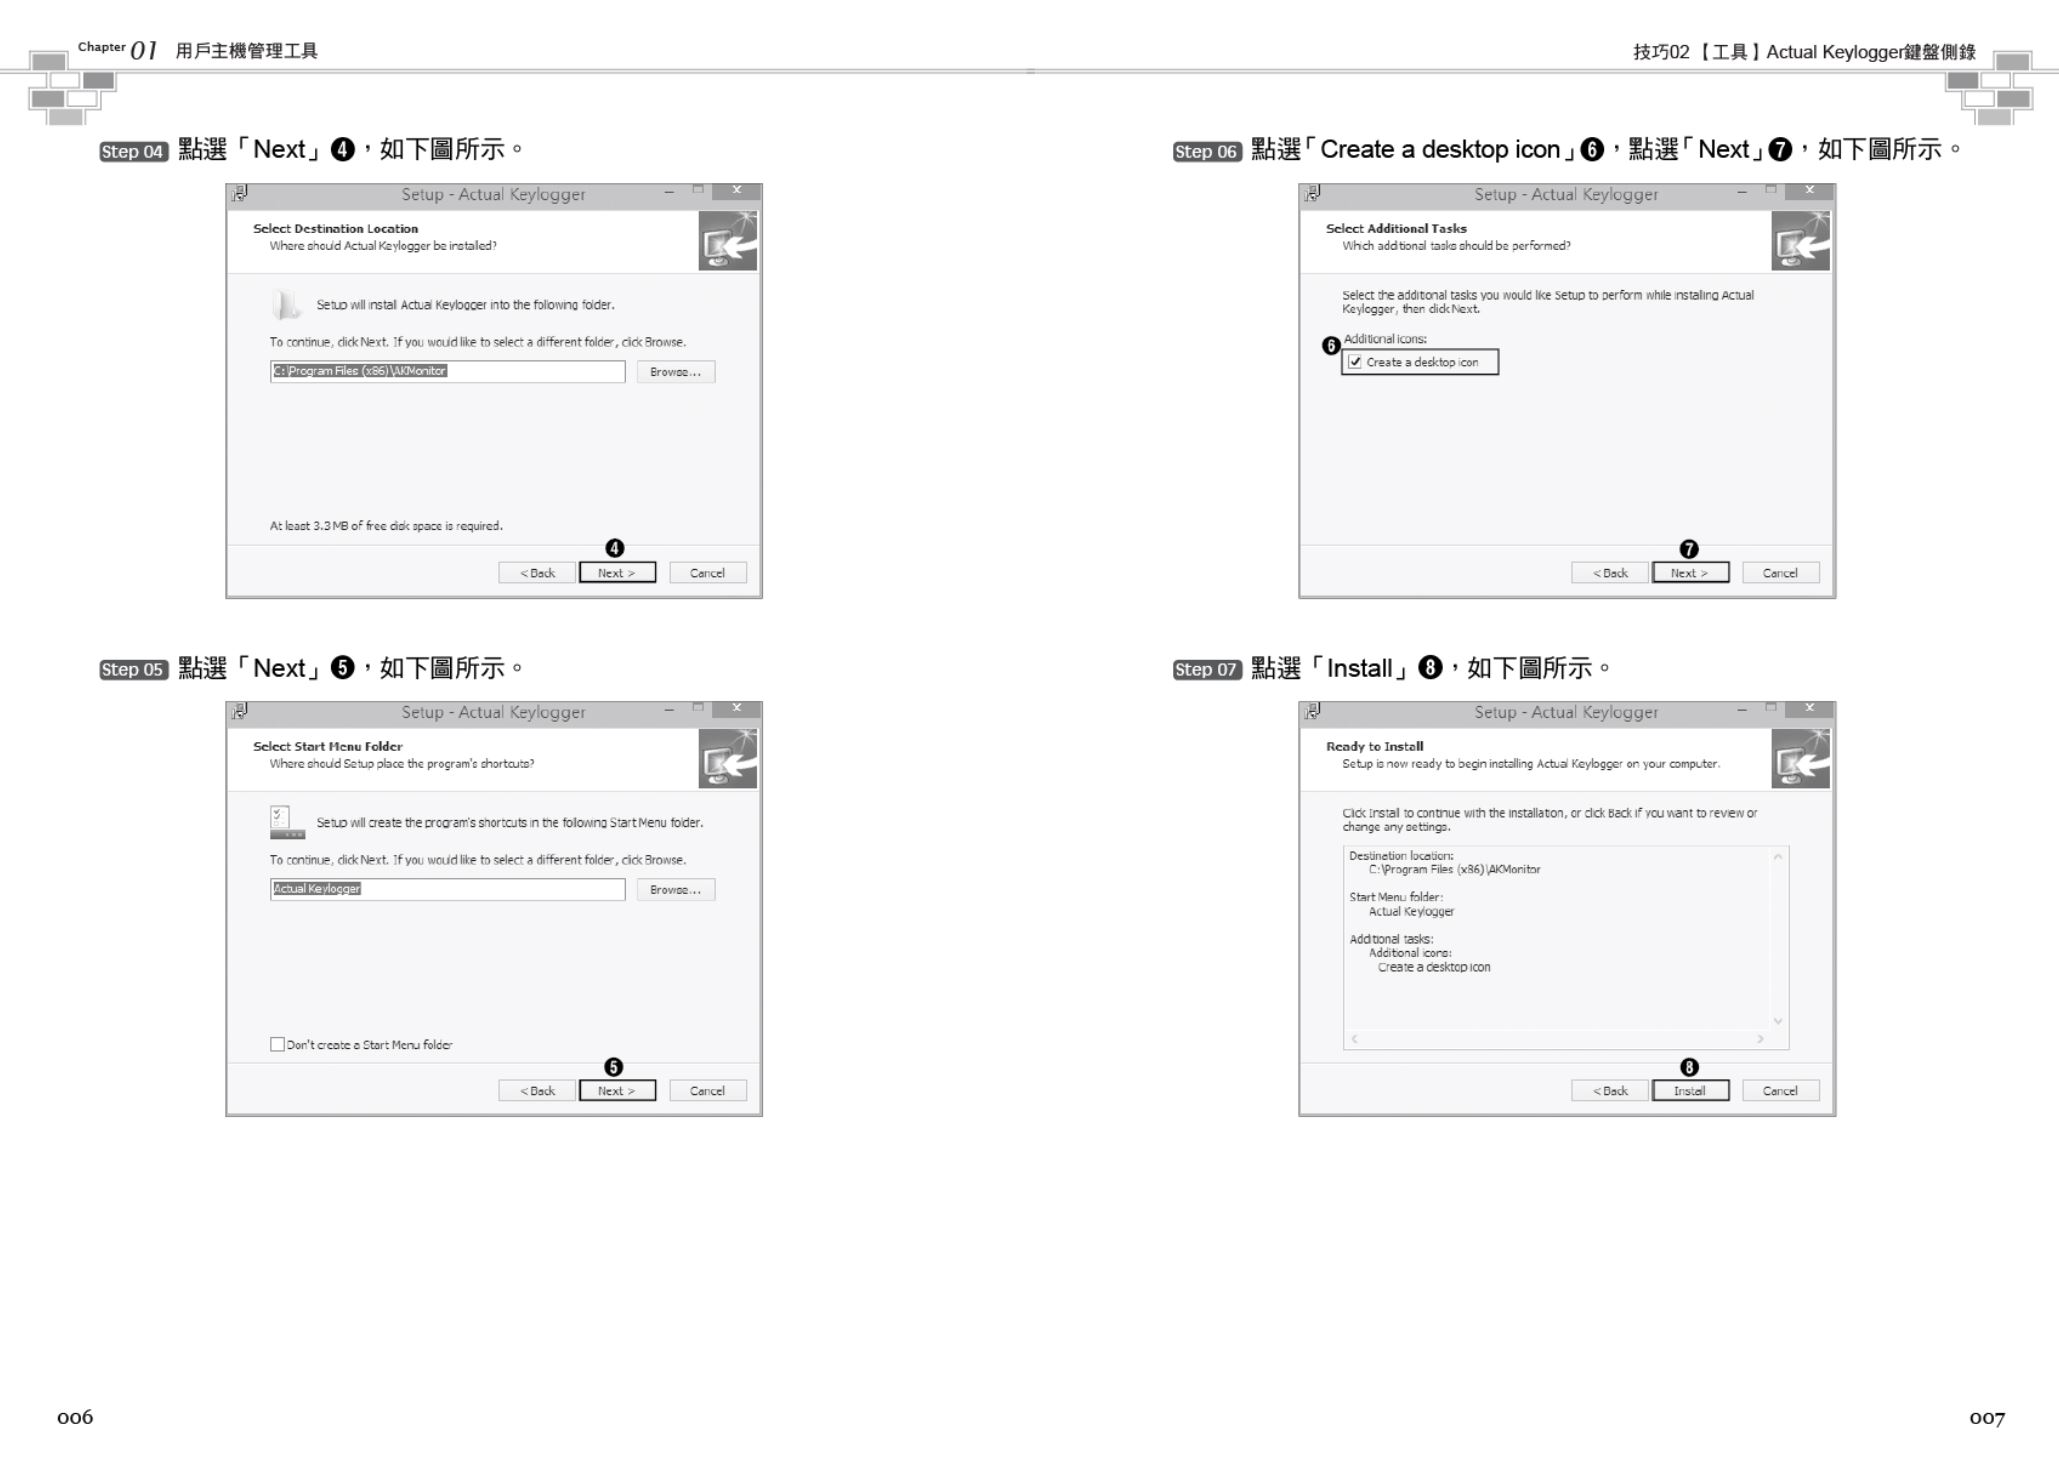 Chapter 01 用戶主機管理工具
Step 04 點選「Next」❹，如下圖所示。
Setup - Actual Keylogger
Select Destination Location
Where should Actual Keylogger be installed?
Setup will install Actual Keylogger into the following folder.
To continue, click Next. If you would like to select a different folder, click Browse.
C:\Program Files (x86)\AKMonitor
Browse...
At least 3.3 MB of free disk space is required.
❹
< Back Next > Cancel
Step 05 點選「Next」❺，如下圖所示。
Setup - Actual Keylogger
Select Start Menu Folder
Where should Setup place the program's shortcuts?
Setup will create the program's shortcuts in the following Start Menu folder.
To continue, click Next. If you would like to select a different folder, click Browse.
Actual Keylogger
Browse...
Don't create a Start Menu folder
❺
< Back Next > Cancel
006
技巧02【工具】Actual Keylogger鍵盤側錄
Step 06 點選「Create a desktop icon」❻，點選「Next」❼，如下圖所示。
Setup - Actual Keylogger
Select Additional Tasks
Which additional tasks should be performed?
Select the additional tasks you would like Setup to perform while installing Actual
Keylogger, then click Next.
Additional icons:
❻
Create a desktop icon
❼
< Back Next > Cancel
Step 07 點選「Install」❽，如下圖所示。
Setup - Actual Keylogger
Ready to Install
Setup is now ready to begin installing Actual Keylogger on your computer.
Click Install to continue with the installation, or click Back if you want to review or
change any settings.
Destination location:
C:\Program Files (x86)\AKMonitor
Start Menu folder:
Actual Keylogger
Additional tasks:
Additional icons:
Create a desktop icon
❽
< Back Install Cancel
007